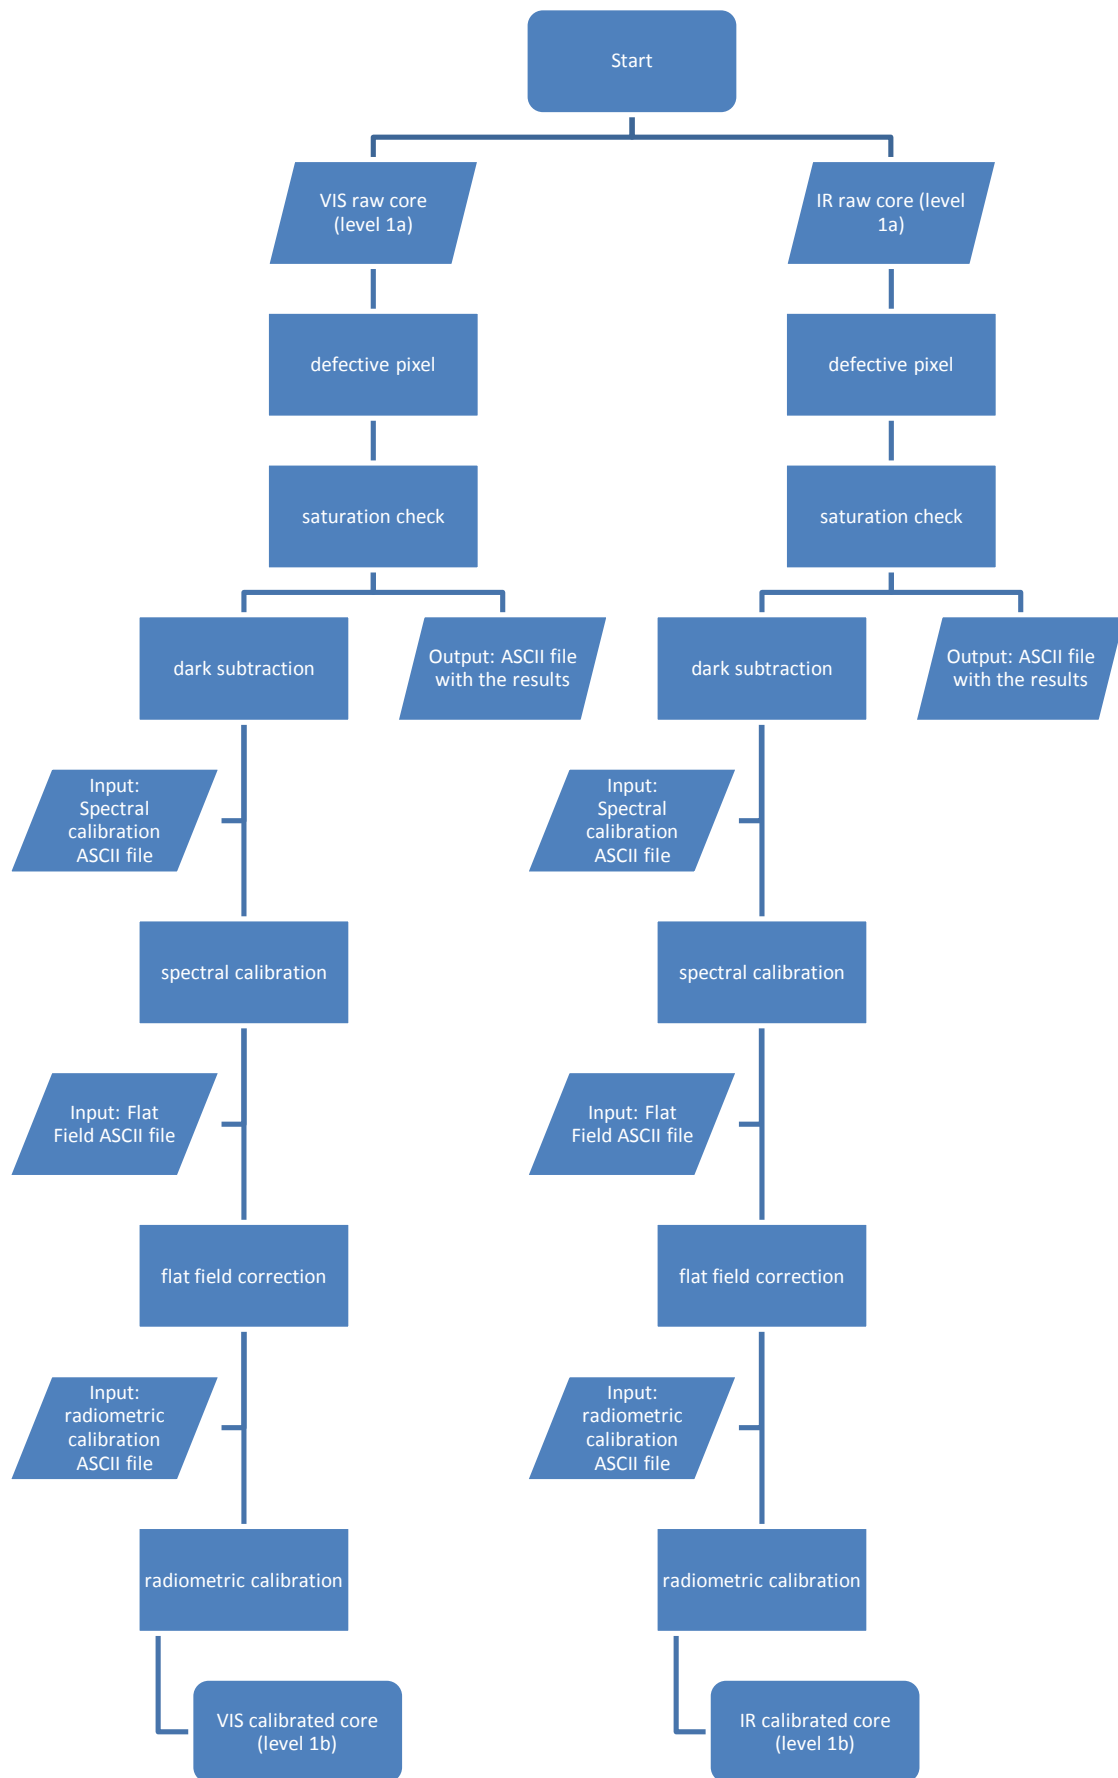 Start
VIS raw core
(level 1a)
IR raw core (level
1a)
defective pixel
defective pixel
saturation check
saturation check
dark subtraction
Output: ASCII file
with the results
dark subtraction
Output: ASCII file
with the results
Input:
Spectral
calibration
ASCII file
Input:
Spectral
calibration
ASCII file
spectral calibration
spectral calibration
Input: Flat
Field ASCII file
Input: Flat
Field ASCII file
flat field correction
flat field correction
Input:
radiometric
calibration
ASCII file
Input:
radiometric
calibration
ASCII file
radiometric calibration
radiometric calibration
VIS calibrated core
(level 1b)
IR calibrated core
(level 1b)